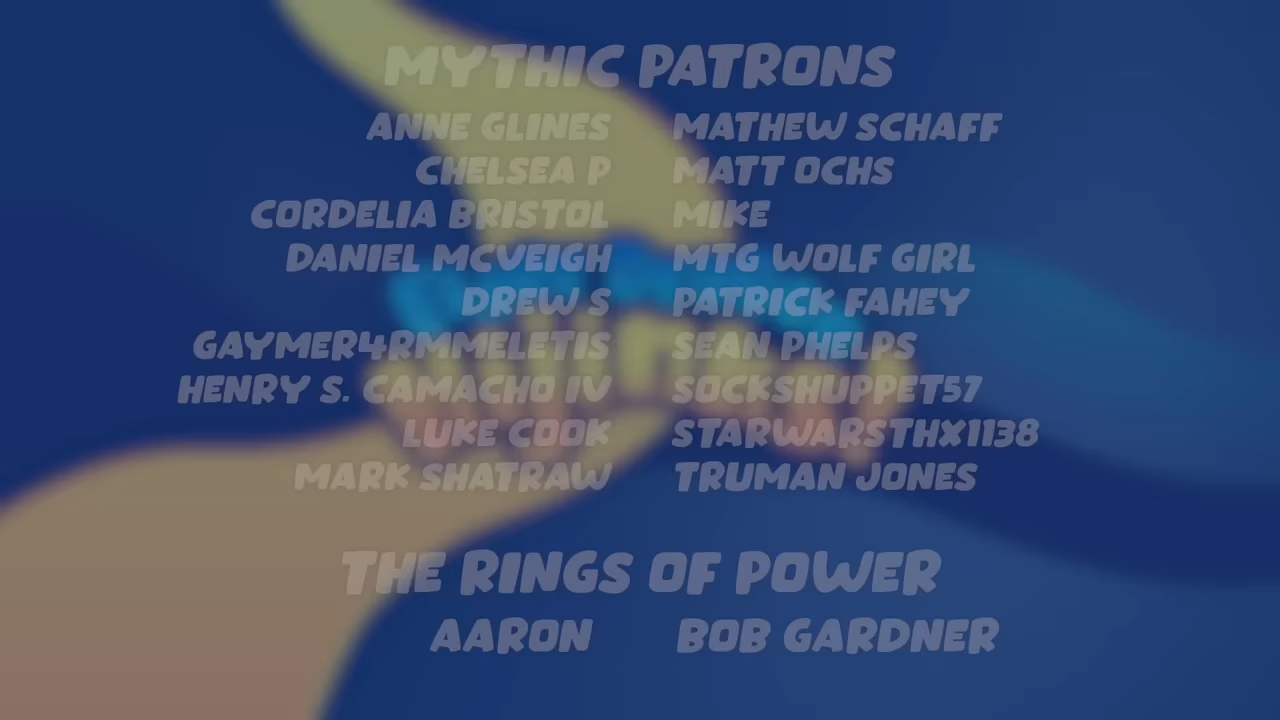 MYTHIC PATRONS
ANNE GLINES MATHEW SCHAFF
CHELSEA P MATT OCHS
CORDELIA BRISTOL MIKE
DANIEL MCVEIGH MTG WOLF GIRL
DREW S PATRICK FAHEY
GAYMER4RMMELETIS SEAN PHELPS
HENRY S. CAMACHO IV SOCKSHUPPET57
LUKE COOK STARWARSTHX1138
MARK SHATRAW TRUMAN JONES
THE RINGS OF POWER
AARON BOB GARDNER